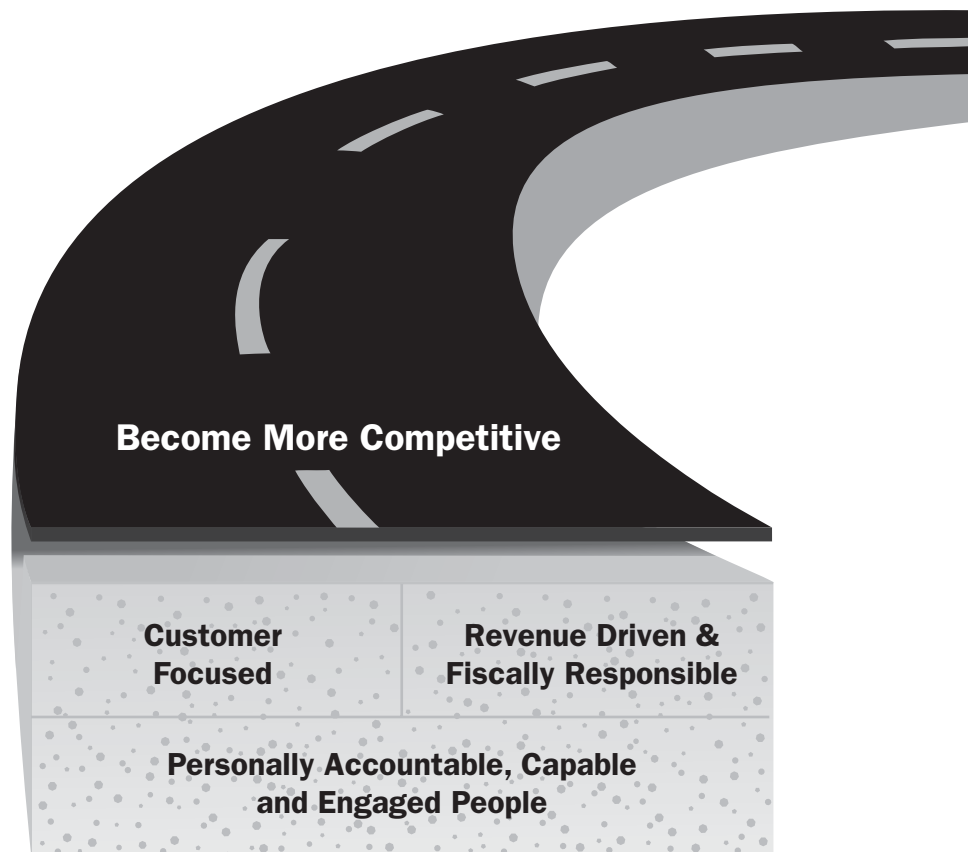 Become More Competitive
Customer
Focused
Revenue Driven &
Fiscally Responsible
Personally Accountable, Capable
and Engaged People